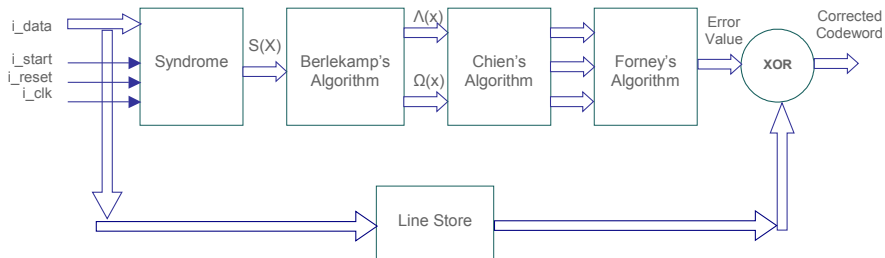 i_data
i_start
i_reset
i_clk
Syndrome
S(X)
Berlekamp's
Algorithm
Λ(x)
Ω(x)
Chien's
Algorithm
Forney's
Algorithm
Error
Value
XOR
Corrected
Codeword
Line Store